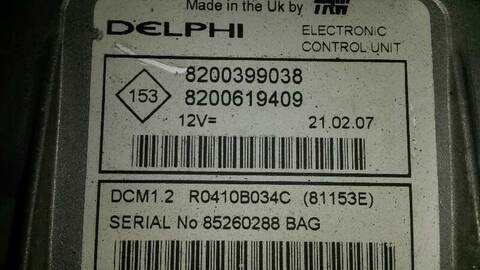 Made in the Uk by TRW
DELPHI
ELECTRONIC
CONTROL UNIT
153
8200399038
8200619409
12V=
21.02.07
DCM1.2 R0410B034C (81153E)
SERIAL No 85260288 BAG